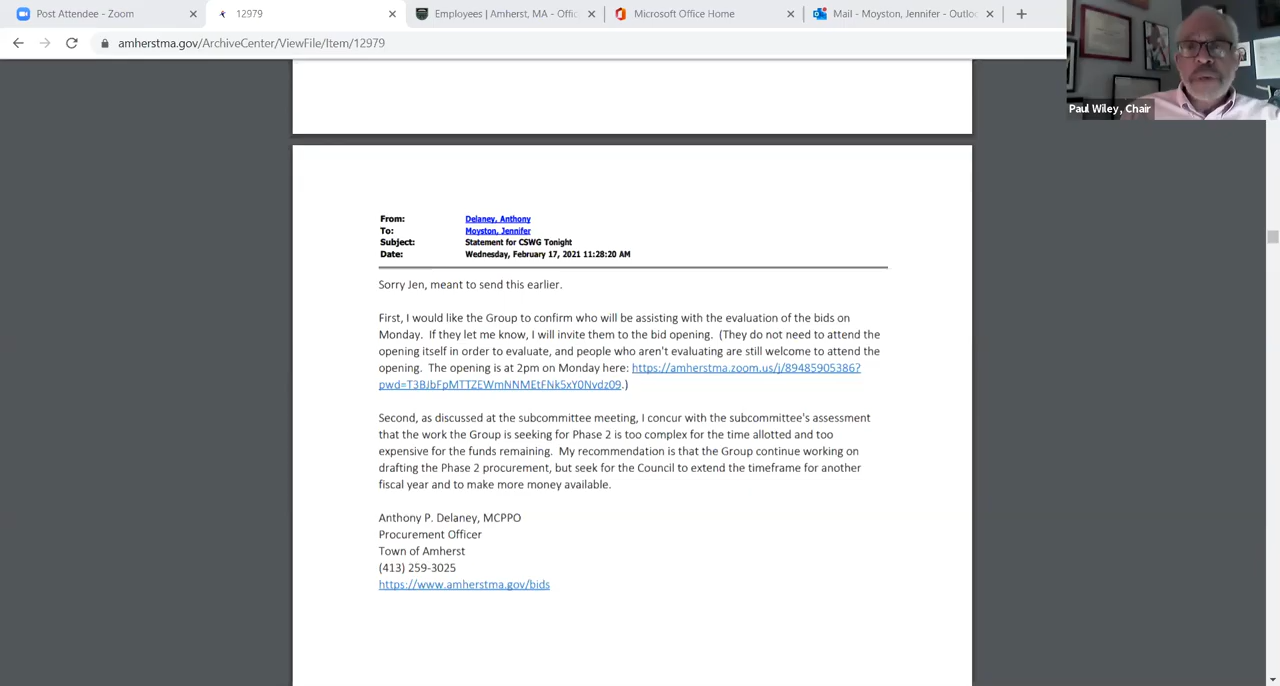 Post Attendee - Zoom
12979
Employees | Amherst, MA - Offic
Microsoft Office Home
Mail - Moyston, Jennifer - Outloo
amherstma.gov/ArchiveCenter/ViewFile/Item/12979
Paul Wiley, Chair
From: Delaney, Anthony
To: Moyston, Jennifer
Subject: Statement for CSWG Tonight
Date: Wednesday, February 17, 2021 11:28:20 AM
Sorry Jen, meant to send this earlier.
First, I would like the Group to confirm who will be assisting with the evaluation of the bids on
Monday. If they let me know, I will invite them to the bid opening. (They do not need to attend the
opening itself in order to evaluate, and people who aren't evaluating are still welcome to attend the
opening. The opening is at 2pm on Monday here: https://amherstma.zoom.us/j/89485905386?
pwd=T3BJbFpMTTZEWmNNMEtFNk5xY0Nvdz09.)
Second, as discussed at the subcommittee meeting, I concur with the subcommittee's assessment
that the work the Group is seeking for Phase 2 is too complex for the time allotted and too
expensive for the funds remaining. My recommendation is that the Group continue working on
drafting the Phase 2 procurement, but seek for the Council to extend the timeframe for another
fiscal year and to make more money available.
Anthony P. Delaney, MCPPO
Procurement Officer
Town of Amherst
(413) 259-3025
https://www.amherstma.gov/bids